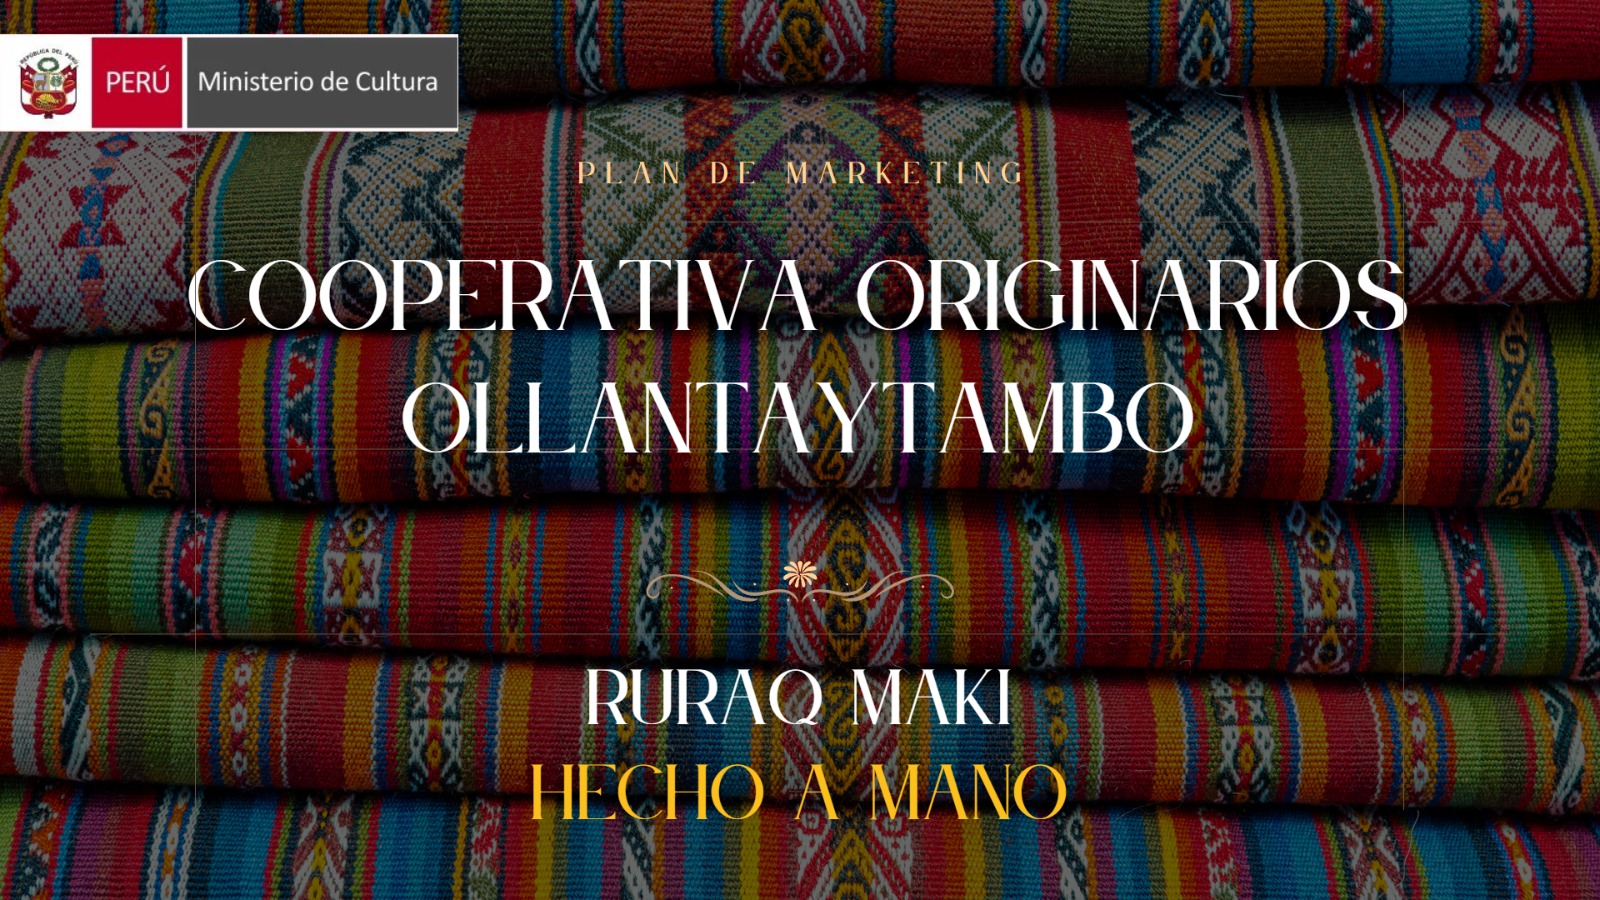 REPÚBLICA DEL PERÚ
PERÚ
Ministerio de Cultura
PLAN DE MARKETING
COOPERATIVA ORIGINARIOS
OLLANTAYTAMBO
RURAQ MAKI
HECHO A MANO